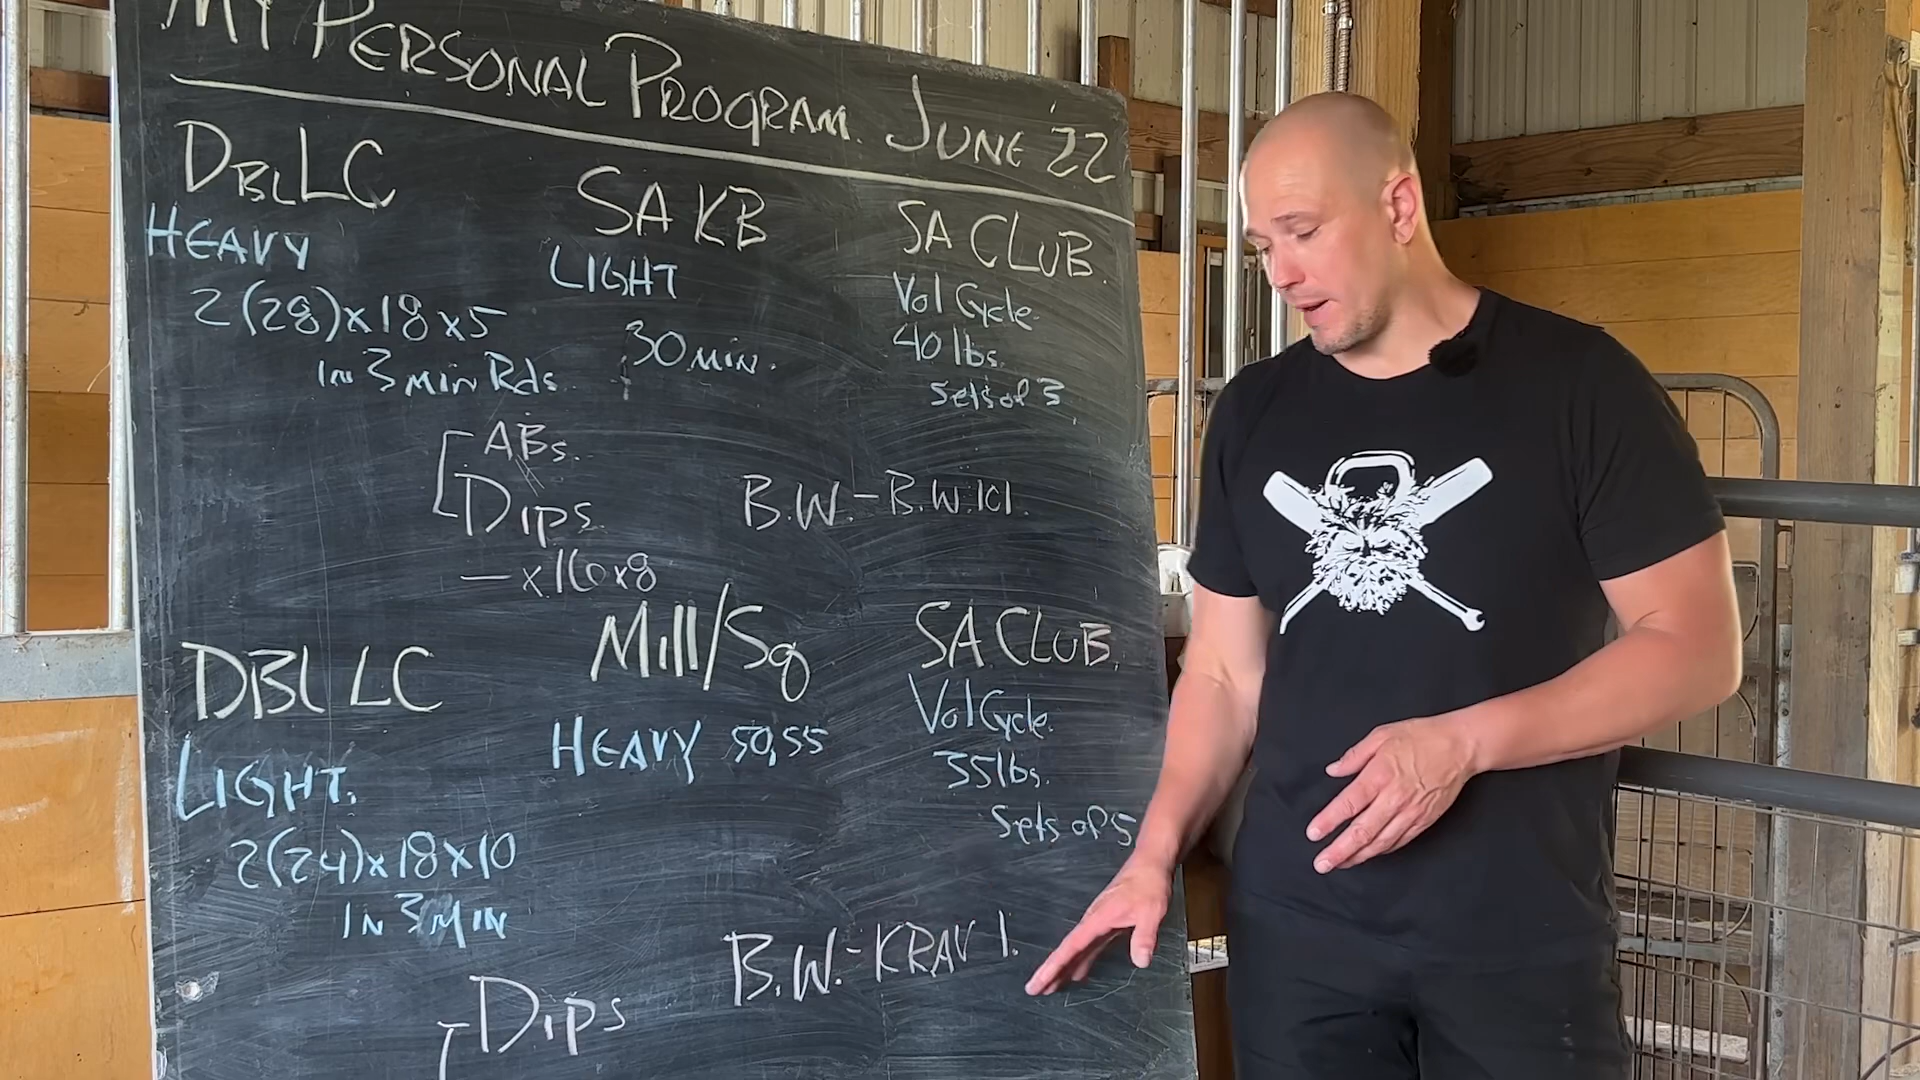 MY PERSONAL PROGRAM. JUNE '22
DBL LC
HEAVY
2(28)x18x5
IN 3 MIN Rds.
SA KB
LIGHT
30 MIN.
SA CLUB.
Vol Cycle.
40 lbs.
Sets of 3
ABs.
DIPS
— x16x8
B.W. - B.W.101.
DBL LC
LIGHT.
2(24)x18x10
IN 3 MIN
Mill/Sq
HEAVY 50,55
SA CLUB.
Vol Cycle.
35 lbs.
Sets of 5
B.W. - KRAV 1.
DIPS